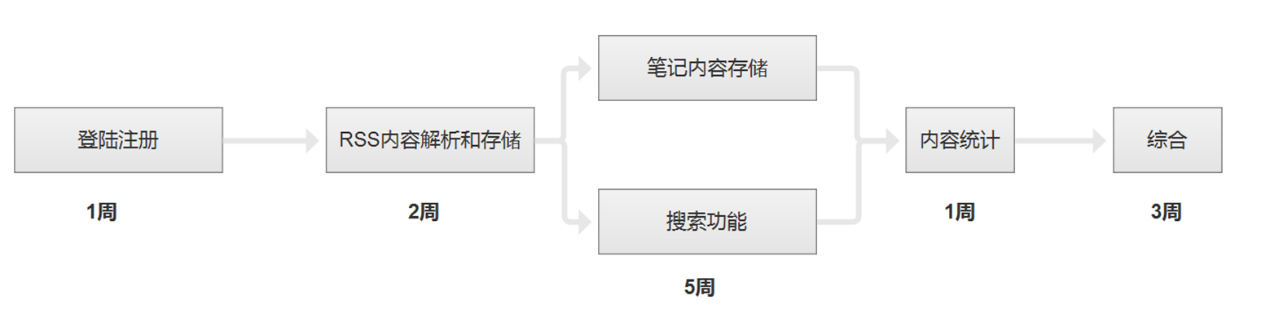 登陆注册
1周
RSS内容解析和存储
2周
笔记内容存储
搜索功能
5周
内容统计
1周
综合
3周